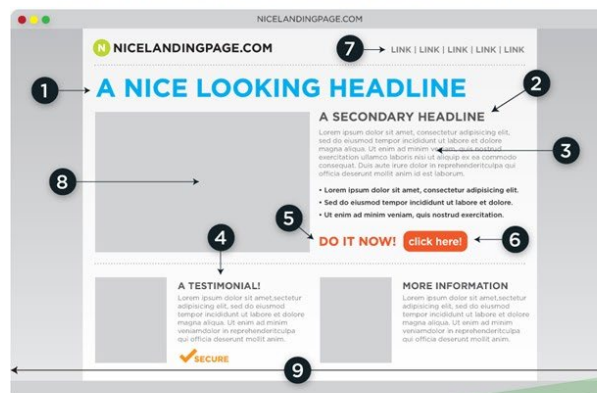 NICELANDINGPAGE.COM
N NICELANDINGPAGE.COM
7
LINK | LINK | LINK | LINK | LINK
1
A NICE LOOKING HEADLINE
2
A SECONDARY HEADLINE
Lorem ipsum dolor sit amet, consectetur adipisicing elit,
sed do eiusmod tempor incididunt ut labore et dolore
magna aliqua. Ut enim ad minim veniam, quis nostrud
exercitation ullamco laboris nisi ut aliquip ex ea commodo
consequat. Duis aute irure dolor in reprehenderitculpa qui
officia deserunt mollit anim id est laborum.
3
• Lorem ipsum dolor sit amet, consectetur adipisicing elit.
• Sed do eiusmod tempor incididunt ut labore et dolore.
• Ut enim ad minim veniam, quis nostrud exercitation.
8
5
DO IT NOW!
click here!
6
4
A TESTIMONIAL!
Lorem ipsum dolor sit amet,sectetur
adipisicing elit, sed do eiusmod
tempor incididunt ut labore et dolore
magna aliqua. Ut enim ad minim
veniamdolor in reprehenderitculpa
qui officia deserunt mollit anim.
SECURE
MORE INFORMATION
Lorem ipsum dolor sit amet,sectetur
adipisicing elit, sed do eiusmod
tempor incididunt ut labore et dolore
magna aliqua. Ut enim ad minim
veniamdolor in reprehenderitculpa
qui officia deserunt mollit anim.
9